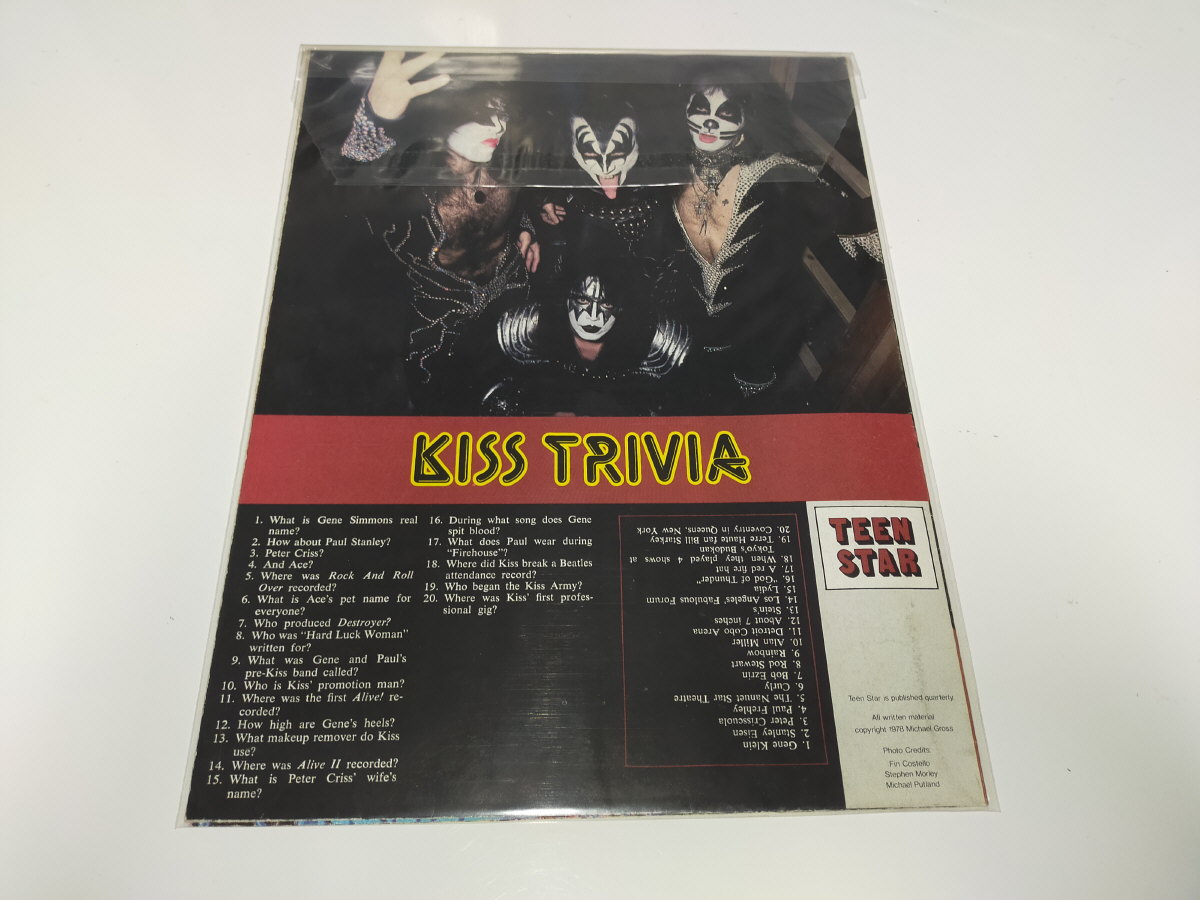 KISS TRIVIA
1. What is Gene Simmons real
name?
2. How about Paul Stanley?
3. Peter Criss?
4. And Ace?
5. Where was Rock And Roll
Over recorded?
6. What is Ace's pet name for
everyone?
7. Who produced Destroyer?
8. Who was "Hard Luck Woman"
written for?
9. What was Gene and Paul's
pre-Kiss band called?
10. Who is Kiss' promotion man?
11. Where was the first Alive! re-
corded?
12. How high are Gene's heels?
13. What makeup remover do Kiss
use?
14. Where was Alive II recorded?
15. What is Peter Criss' wife's
name?
16. During what song does Gene
spit blood?
17. What does Paul wear during
"Firehouse"?
18. Where did Kiss break a Beatles
attendance record?
19. Who began the Kiss Army?
20. Where was Kiss' first profes-
sional gig?
1. Gene Klein
2. Stanley Eisen
3. Peter Crisscuola
4. Paul Frehley
5. The Nanuet Star Theatre
6. Curly
7. Bob Ezrin
8. Rod Stewart
9. Rainbow
10. Alan Miller
11. Detroit Cobo Arena
12. About 7 inches
13. Stein's
14. Los Angeles' Fabulous Forum
15. Lydia
16. "God of Thunder"
17. A red fire hat
18. When they played 4 shows at
Tokyo's Budokan
19. Terre Haute fan Bill Starkey
20. Coventry in Queens, New York
TEEN
STAR
Teen Star is published quarterly.
All written material
copyright 1978 Michael Gross
Photo Credits:
Fin Costello
Stephen Morley
Michael Putland